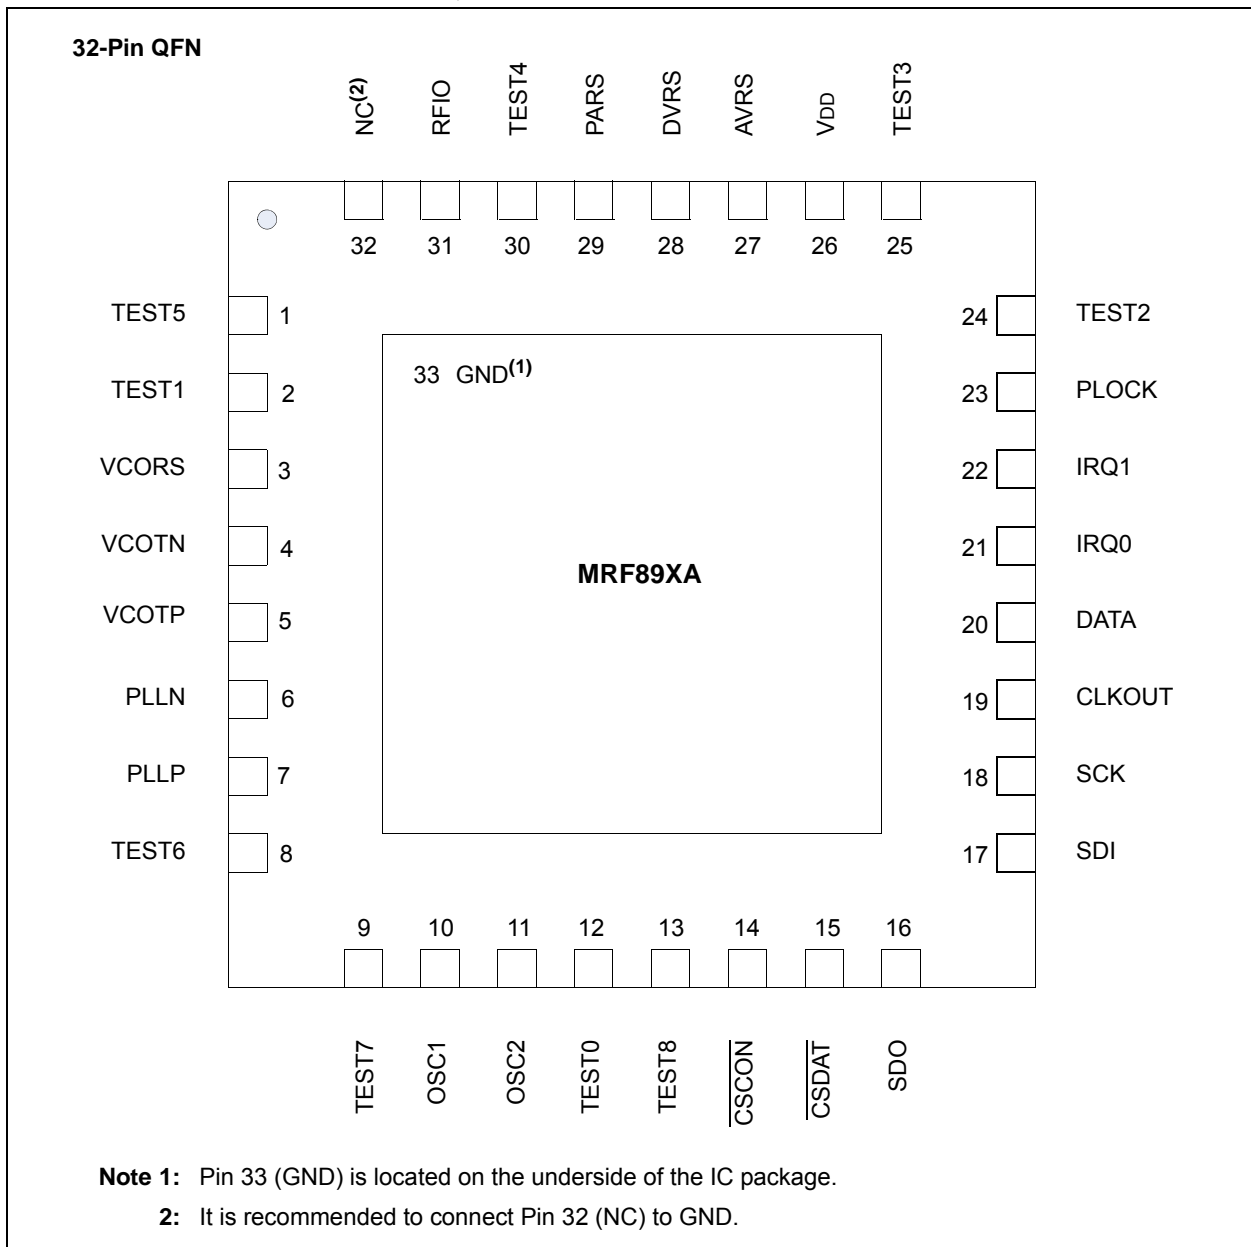 32-Pin QFN
NC(2) RFIO TEST4 PARS DVRS AVRS VDD TEST3
32 31 30 29 28 27 26 25
TEST5 1 24 TEST2
33 GND(1)
TEST1 2 23 PLOCK
VCORS 3 22 IRQ1
VCOTN 4 21 IRQ0
MRF89XA
VCOTP 5 20 DATA
PLLN 6 19 CLKOUT
PLLP 7 18 SCK
TEST6 8 17 SDI
9 10 11 12 13 14 15 16
TEST7 OSC1 OSC2 TEST0 TEST8 CSCON CSDAT SDO
Note 1: Pin 33 (GND) is located on the underside of the IC package.
2: It is recommended to connect Pin 32 (NC) to GND.